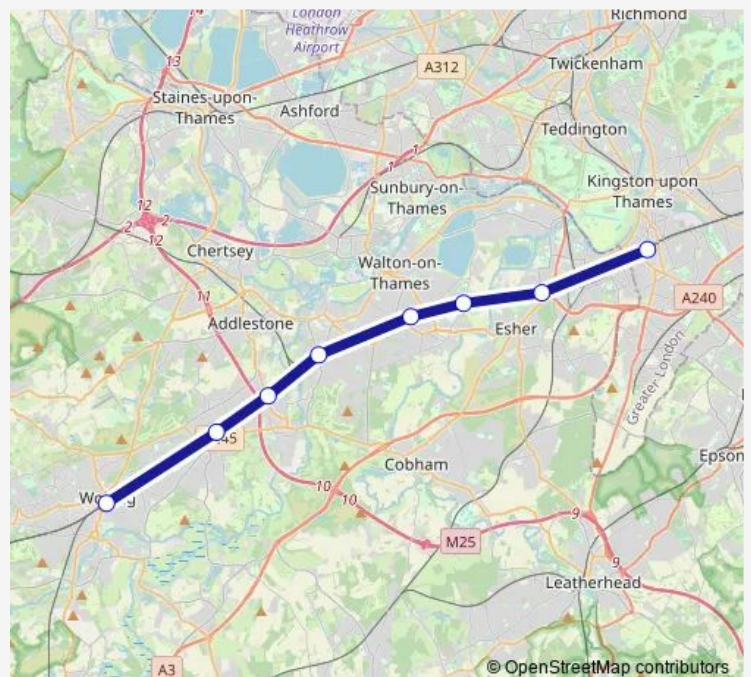 14
London
Heathrow
Airport
Richmond
13
A312
Twickenham
Staines-upon-
Thames
Ashford
Teddington
1
1
Sunbury-on-
Thames
Kingston upon
Thames
12
2
2
12
Chertsey
Walton-on-
Thames
11
A240
Addlestone
Esher
Greater London
Epsom
Cobham
10
10
9
M25
9
Leatherhead
A3
© OpenStreetMap contributors